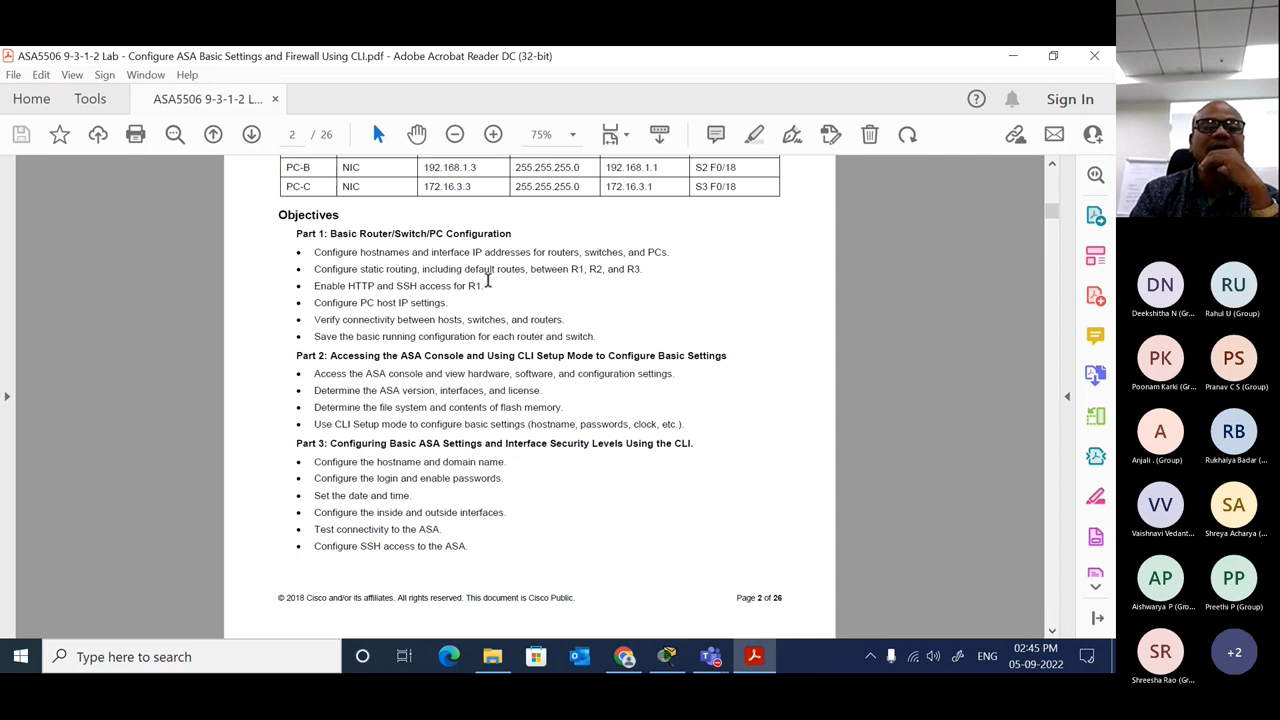 ASA5506 9-3-1-2 Lab - Configure ASA Basic Settings and Firewall Using CLI.pdf - Adobe Acrobat Reader DC (32-bit)
File Edit View Sign Window Help
Home Tools ASA5506 9-3-1-2 L... × Sign In
2 / 26 75%
PC-B NIC 192.168.1.3 255.255.255.0 192.168.1.1 S2 F0/18
PC-C NIC 172.16.3.3 255.255.255.0 172.16.3.1 S3 F0/18
Objectives
Part 1: Basic Router/Switch/PC Configuration
• Configure hostnames and interface IP addresses for routers, switches, and PCs.
• Configure static routing, including default routes, between R1, R2, and R3.
• Enable HTTP and SSH access for R1.
• Configure PC host IP settings.
• Verify connectivity between hosts, switches, and routers.
• Save the basic running configuration for each router and switch.
Part 2: Accessing the ASA Console and Using CLI Setup Mode to Configure Basic Settings
• Access the ASA console and view hardware, software, and configuration settings.
• Determine the ASA version, interfaces, and license.
• Determine the file system and contents of flash memory.
• Use CLI Setup mode to configure basic settings (hostname, passwords, clock, etc.).
Part 3: Configuring Basic ASA Settings and Interface Security Levels Using the CLI.
• Configure the hostname and domain name.
• Configure the login and enable passwords.
• Set the date and time.
• Configure the inside and outside interfaces.
• Test connectivity to the ASA.
• Configure SSH access to the ASA.
© 2018 Cisco and/or its affiliates. All rights reserved. This document is Cisco Public. Page 2 of 26
Type here to search
ENG
02:45 PM
05-09-2022
DN RU
Deekshitha N (Group) Rahul U (Group)
PK PS
Poonam Karki (Gr... Pranav C S (Group)
A RB
Anjali . (Group) Rukhaiya Badar (Group)
VV SA
Vaishnavi Vedant... Shreya Acharya (Group)
AP PP
Aishwarya P (Gro... Preethi P (Group)
SR +2
Shreesha Rao (Gr...